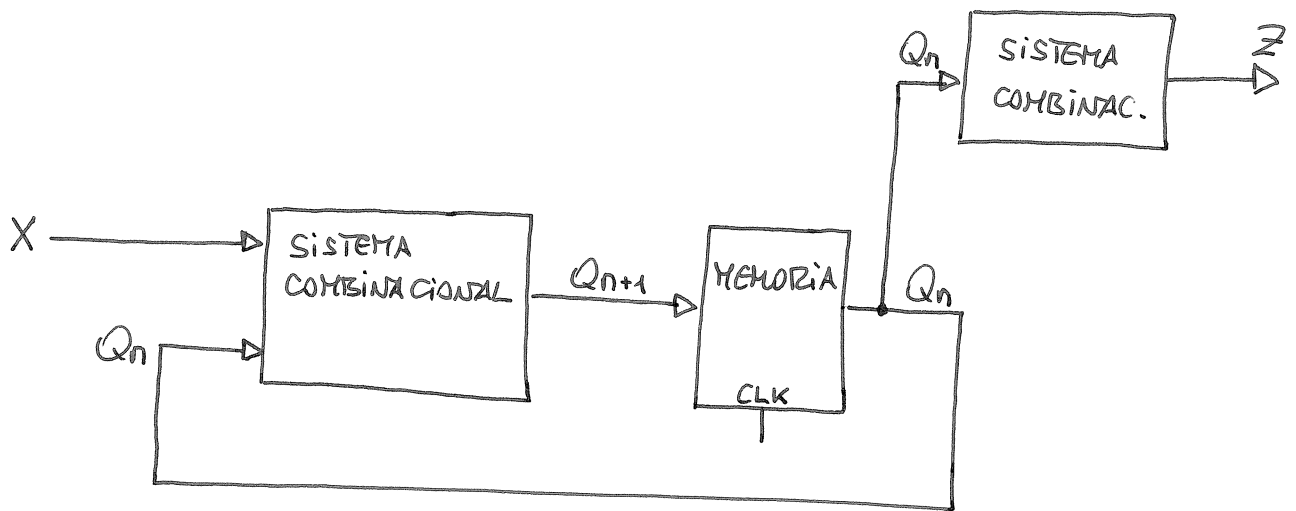 Qn
SiSTEMA
COMBiNAC.
Z
X
SiSTEMA
COMBiNACiONAL
Qn+1
MEMORiA
Qn
Qn
CLK